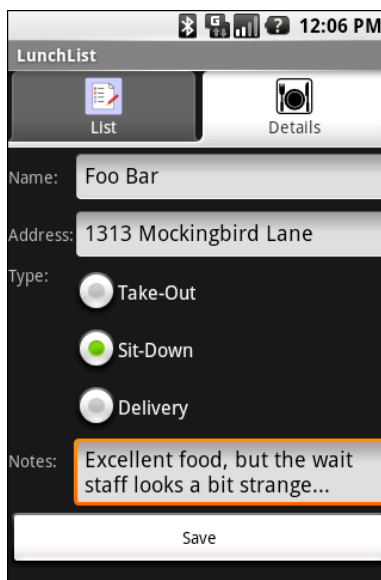 12:06 PM
LunchList
List
Details
Name: Foo Bar
Address: 1313 Mockingbird Lane
Type:
Take-Out
Sit-Down
Delivery
Notes: Excellent food, but the wait
staff looks a bit strange...
Save